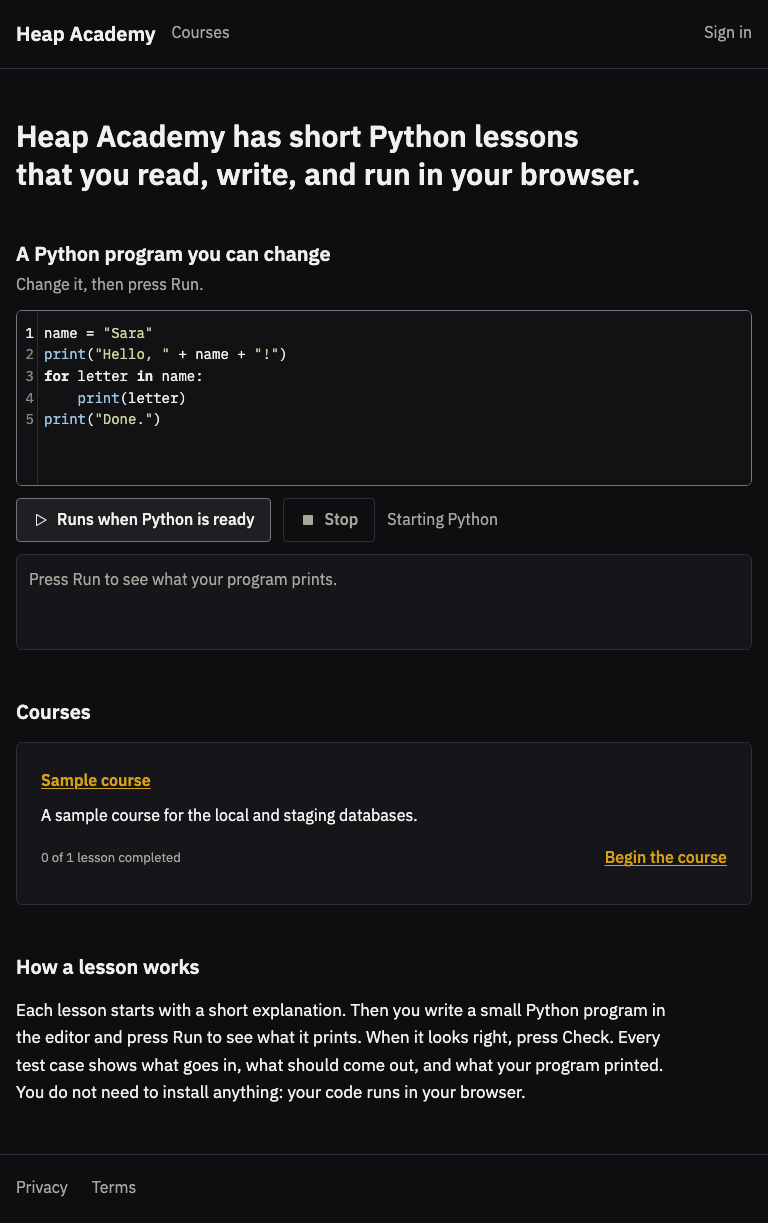 Heap Academy Courses Sign in
Heap Academy has short Python lessons
that you read, write, and run in your browser.
A Python program you can change
Change it, then press Run.
1 name = "Sara"
2 print("Hello, " + name + "!")
3 for letter in name:
4     print(letter)
5 print("Done.")
Runs when Python is ready Stop Starting Python
Press Run to see what your program prints.
Courses
Sample course
A sample course for the local and staging databases.
0 of 1 lesson completed Begin the course
How a lesson works
Each lesson starts with a short explanation. Then you write a small Python program in
the editor and press Run to see what it prints. When it looks right, press Check. Every
test case shows what goes in, what should come out, and what your program printed.
You do not need to install anything: your code runs in your browser.
Privacy Terms